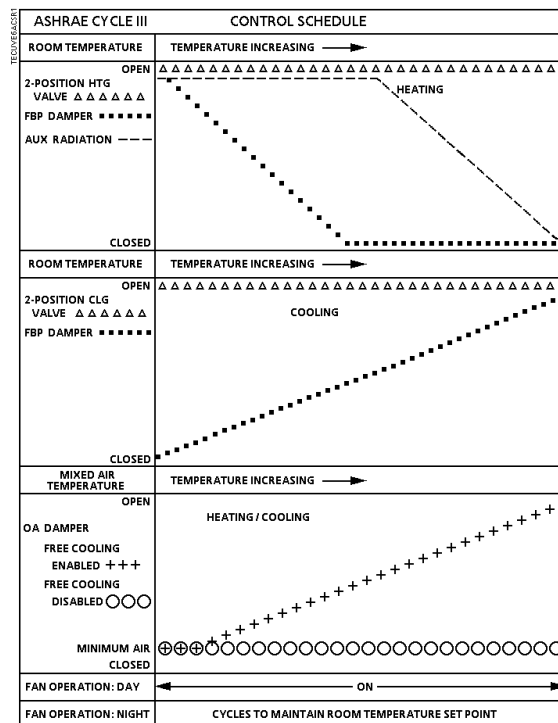 TECUVE6ACSR1
ASHRAE CYCLE III CONTROL SCHEDULE
ROOM TEMPERATURE TEMPERATURE INCREASING
OPEN
2-POSITION HTG
VALVE
HEATING
FBP DAMPER
AUX RADIATION
CLOSED
ROOM TEMPERATURE TEMPERATURE INCREASING
OPEN
2-POSITION CLG
VALVE
COOLING
FBP DAMPER
CLOSED
MIXED AIR
TEMPERATURE
TEMPERATURE INCREASING
OPEN
HEATING / COOLING
OA DAMPER
FREE COOLING
ENABLED
FREE COOLING
DISABLED
MINIMUM AIR
CLOSED
FAN OPERATION: DAY ON
FAN OPERATION: NIGHT CYCLES TO MAINTAIN ROOM TEMPERATURE SET POINT